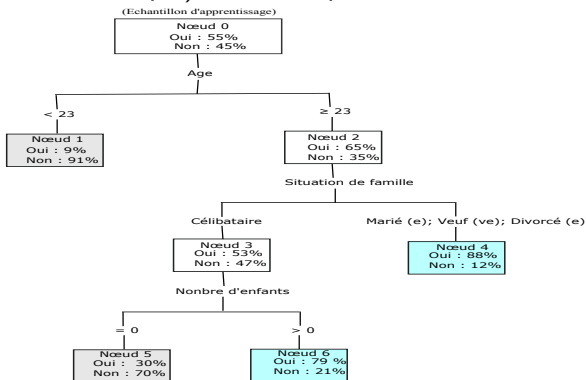 (Echantillon d'apprentissage)
Nœud 0
Oui : 55%
Non : 45%
Age
< 23
≥ 23
Nœud 1
Oui : 9%
Non : 91%
Nœud 2
Oui : 65%
Non : 35%
Situation de famille
Célibataire
Marié (e); Veuf (ve); Divorcé (e)
Nœud 3
Oui : 53%
Non : 47%
Nœud 4
Oui : 88%
Non : 12%
Nonbre d'enfants
= 0
> 0
Nœud 5
Oui : 30%
Non : 70%
Nœud 6
Oui : 79 %
Non : 21%